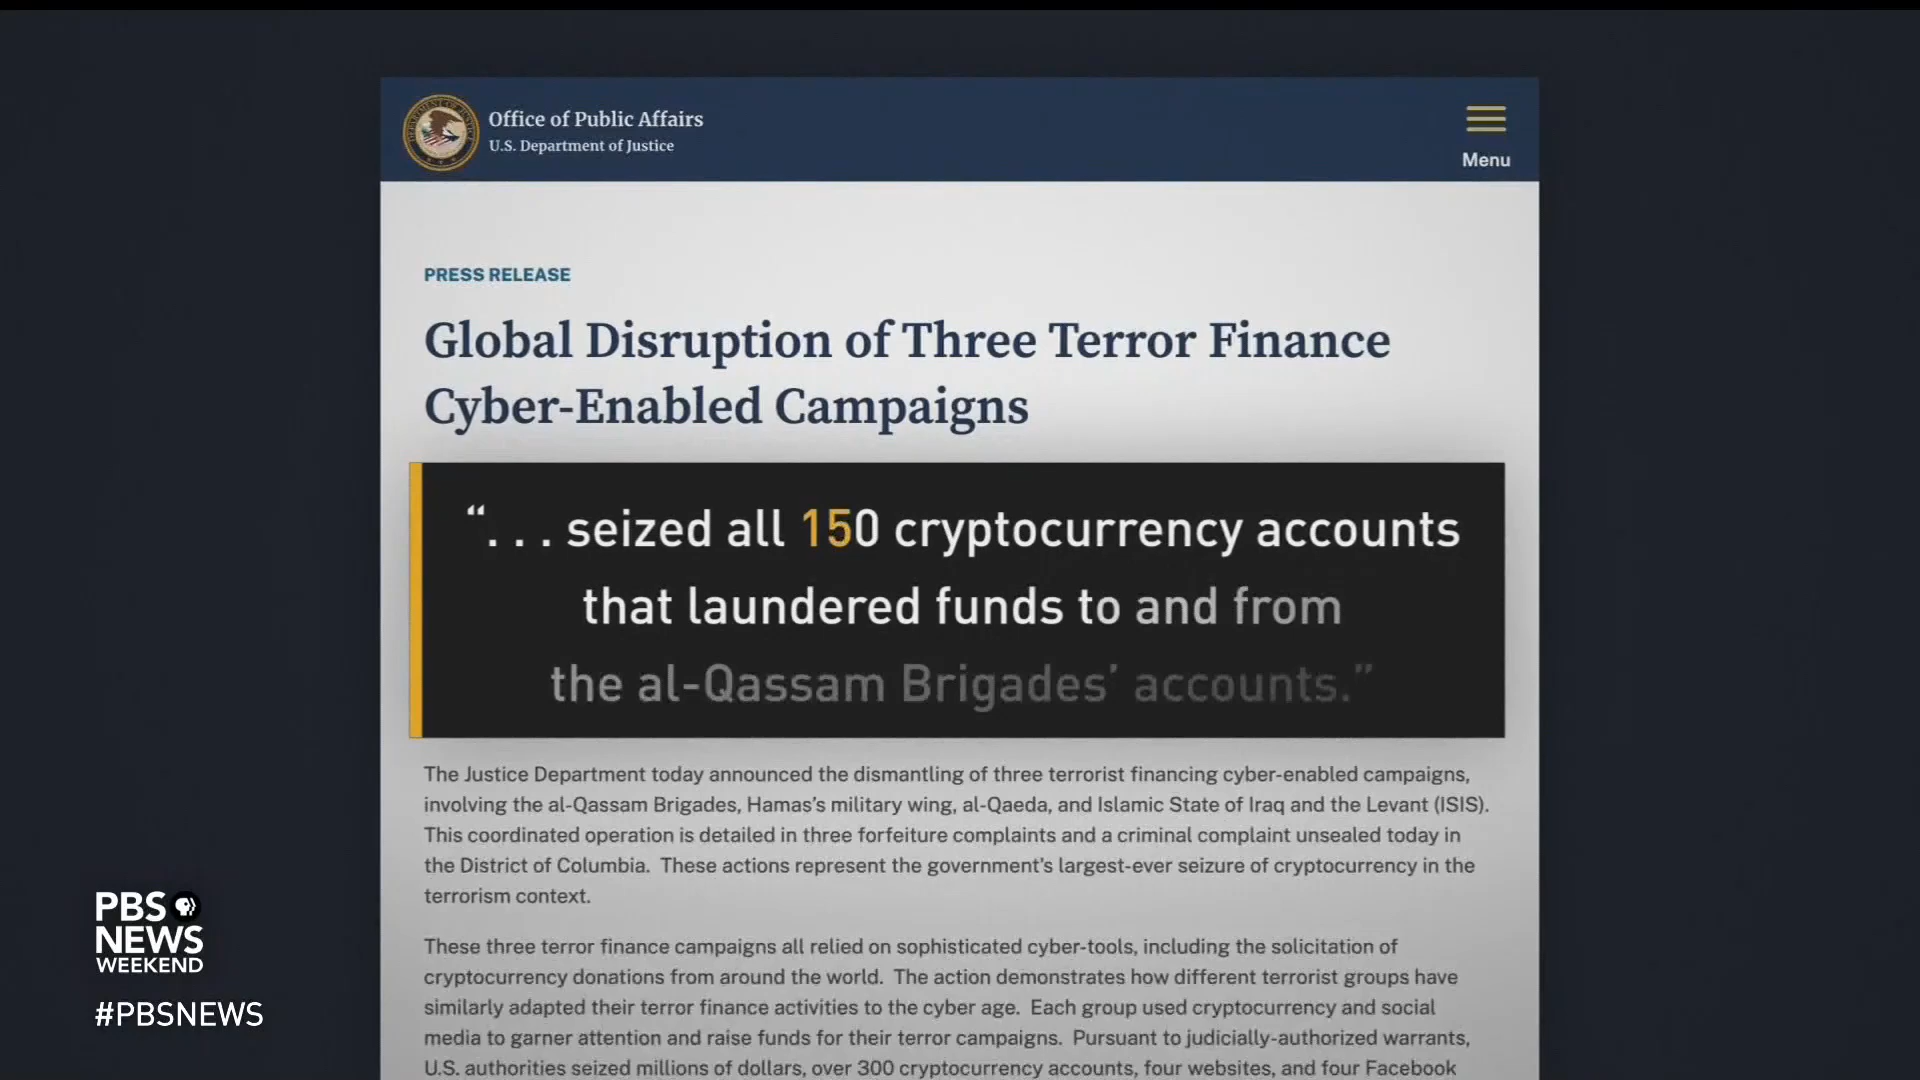 Office of Public Affairs
U.S. Department of Justice
Menu
PRESS RELEASE
Global Disruption of Three Terror Finance
Cyber-Enabled Campaigns
“. . . seized all 150 cryptocurrency accounts
that laundered funds to and from
the al-Qassam Brigades’ accounts.”
The Justice Department today announced the dismantling of three terrorist financing cyber-enabled campaigns,
involving the al-Qassam Brigades, Hamas’s military wing, al-Qaeda, and Islamic State of Iraq and the Levant (ISIS).
This coordinated operation is detailed in three forfeiture complaints and a criminal complaint unsealed today in
the District of Columbia. These actions represent the government’s largest-ever seizure of cryptocurrency in the
terrorism context.
These three terror finance campaigns all relied on sophisticated cyber-tools, including the solicitation of
cryptocurrency donations from around the world. The action demonstrates how different terrorist groups have
similarly adapted their terror finance activities to the cyber age. Each group used cryptocurrency and social
media to garner attention and raise funds for their terror campaigns. Pursuant to judicially-authorized warrants,
U.S. authorities seized millions of dollars, over 300 cryptocurrency accounts, four websites, and four Facebook
PBS
NEWS
WEEKEND
#PBSNEWS